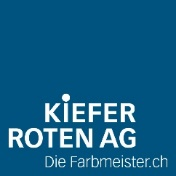 KiEFER
ROTEN AG
Die Farbmeister.ch